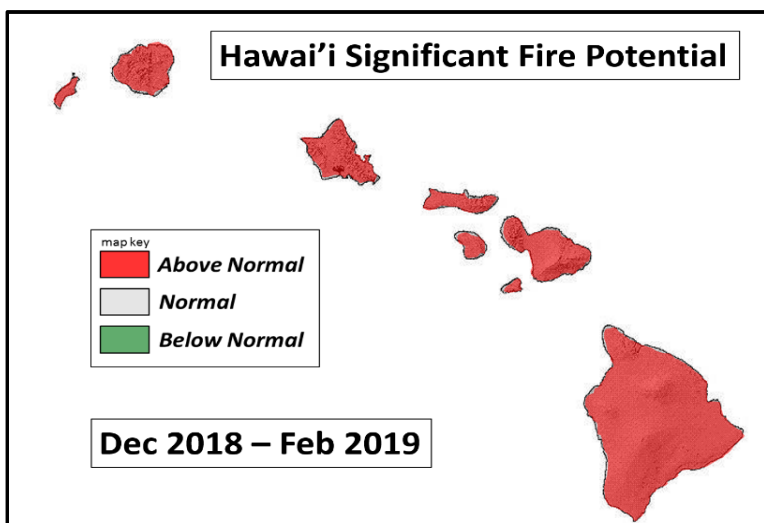 Hawai’i Significant Fire Potential
map key
Above Normal
Normal
Below Normal
Dec 2018 – Feb 2019